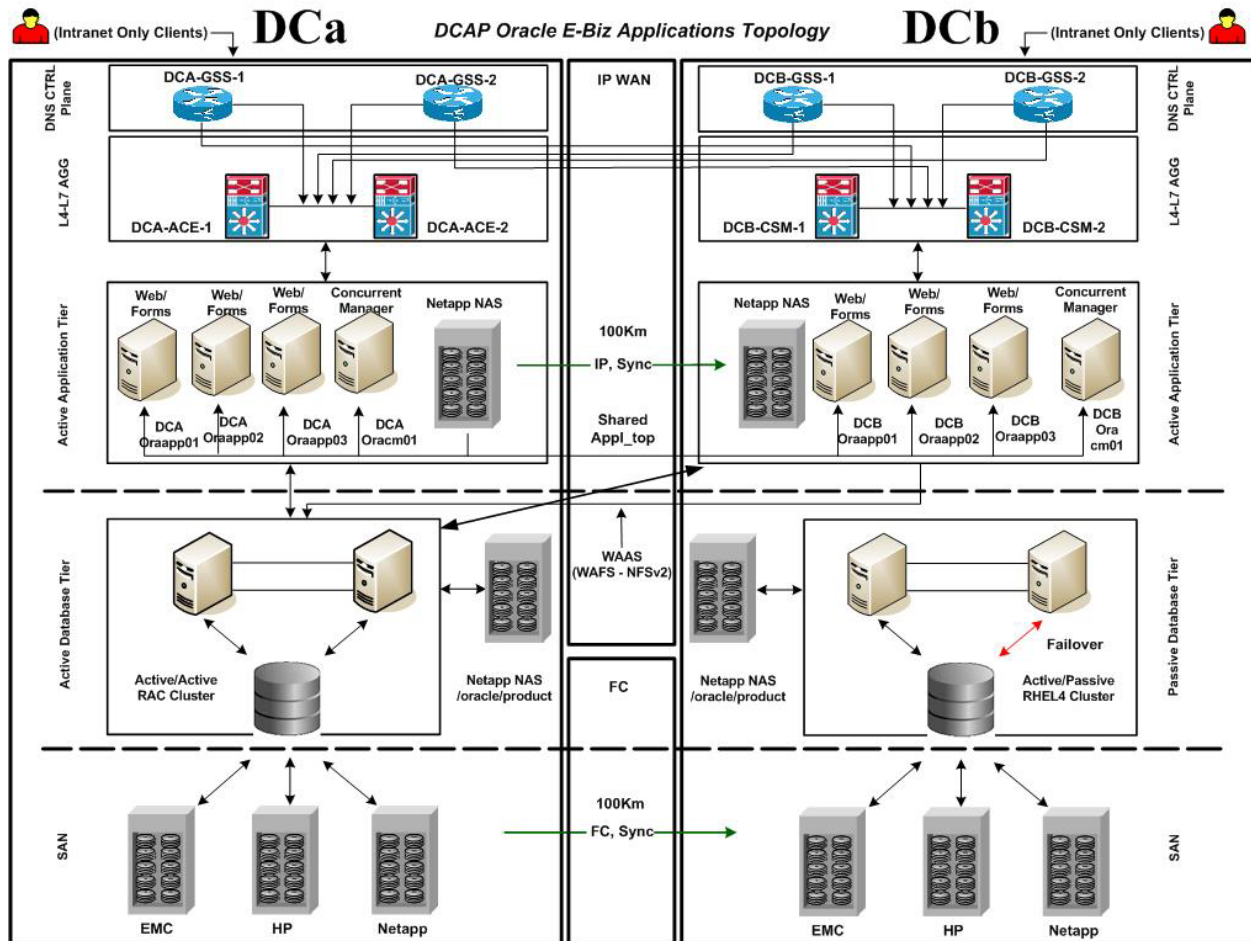 (Intranet Only Clients)
DCa
DCAP Oracle E-Biz Applications Topology
DCb
(Intranet Only Clients)
DNS CTRL
Plane
DCA-GSS-1
DCA-GSS-2
IP WAN
DCB-GSS-1
DCB-GSS-2
DNS CTRL
Plane
L4-L7 AGG
DCA-ACE-1
DCA-ACE-2
DCB-CSM-1
DCB-CSM-2
L4-L7 AGG
Active Application Tier
Web/
Forms
Web/
Forms
Web/
Forms
Concurrent
Manager
Netapp NAS
DCA
Oraapp01
DCA
Oraapp02
DCA
Oraapp03
DCA
Oracm01
100Km
IP, Sync
Shared
Appl_top
Netapp NAS
Web/
Forms
Web/
Forms
Web/
Forms
Concurrent
Manager
DCB
Oraapp01
DCB
Oraapp02
DCB
Oraapp03
DCB
Ora
cm01
Active Application Tier
Active Database Tier
Active/Active
RAC Cluster
Netapp NAS
/oracle/product
WAAS
(WAFS - NFSv2)
FC
Netapp NAS
/oracle/product
Failover
Active/Passive
RHEL4 Cluster
Passive Database Tier
SAN
EMC
HP
Netapp
100Km
FC, Sync
EMC
HP
Netapp
SAN